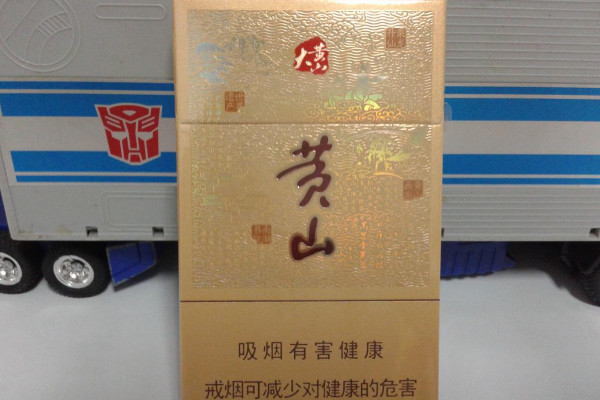 大黄山
黄山
吸烟有害健康
戒烟可减少对健康的危害